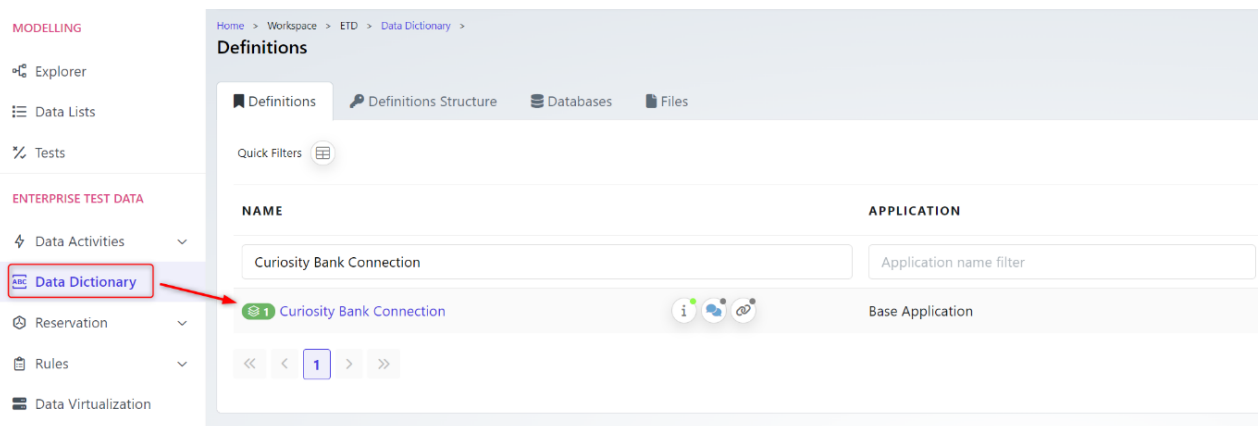 MODELLING
Explorer
Data Lists
Tests
ENTERPRISE TEST DATA
Data Activities
ABC Data Dictionary
Reservation
Rules
Data Virtualization
Home > Workspace > ETD > Data Dictionary >
Definitions
Definitions Definitions Structure Databases Files
Quick Filters
NAME APPLICATION
Curiosity Bank Connection Application name filter
1 Curiosity Bank Connection i Base Application
« < 1 > »